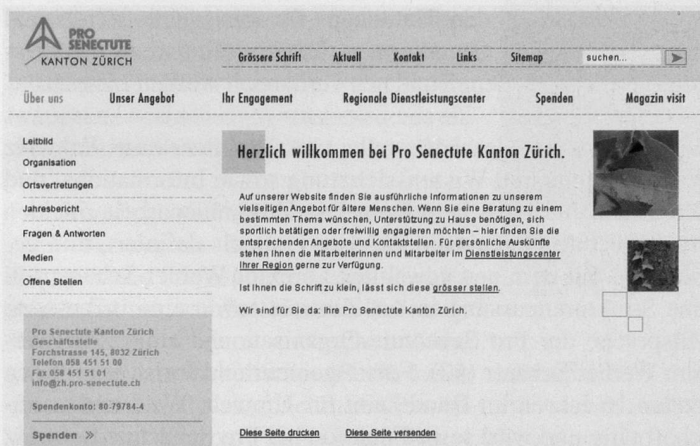 PRO
SENECTUTE
KANTON ZÜRICH
Grössere Schrift Aktuell Kontakt Links Sitemap suchen...
Über uns Unser Angebot Ihr Engagement Regionale Dienstleistungscenter Spenden Magazin visit
Leitbild
Organisation
Ortsvertretungen
Jahresbericht
Fragen & Antworten
Medien
Offene Stellen
Herzlich willkommen bei Pro Senectute Kanton Zürich.
Auf unserer Website finden Sie ausführliche Informationen zu unserem
vielseitigen Angebot für ältere Menschen. Wenn Sie eine Beratung zu einem
bestimmten Thema wünschen, Unterstützung zu Hause benötigen, sich
sportlich betätigen oder freiwillig engagieren möchten – hier finden Sie die
entsprechenden Angebote und Kontaktstellen. Für persönliche Auskünfte
stehen Ihnen die Mitarbeiterinnen und Mitarbeiter im Dienstleistungscenter
Ihrer Region gerne zur Verfügung.
Ist Ihnen die Schrift zu klein, lässt sich diese grösser stellen.
Wir sind für Sie da: Ihre Pro Senectute Kanton Zürich.
Pro Senectute Kanton Zürich
Geschäftsstelle
Forchstrasse 145, 8032 Zürich
Telefon 058 451 51 00
Fax 058 451 51 01
info@zh.pro-senectute.ch
Spendenkonto: 80-79784-4
Spenden »
Diese Seite drucken Diese Seite versenden